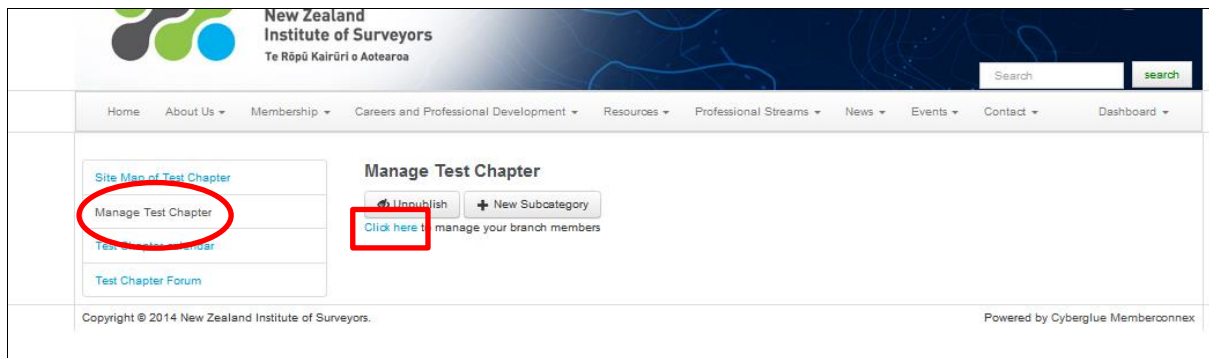 New Zealand
Institute of Surveyors
Te Rōpū Kairūri o Aotearoa
Search
search
Home About Us Membership Careers and Professional Development Resources Professional Streams News Events Contact Dashboard
Site Map of Test Chapter
Manage Test Chapter
Test Chapter calendar
Test Chapter Forum
Manage Test Chapter
Unpublish
New Subcategory
Click here to manage your branch members
Copyright © 2014 New Zealand Institute of Surveyors.
Powered by Cyberglue Memberconnex